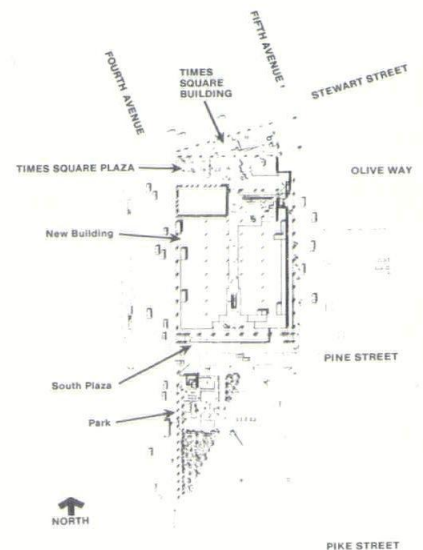 FOURTH AVENUE
FIFTH AVENUE
TIMES
SQUARE
BUILDING
STEWART STREET
TIMES SQUARE PLAZA
OLIVE WAY
New Building
PINE STREET
South Plaza
Park
NORTH
PIKE STREET